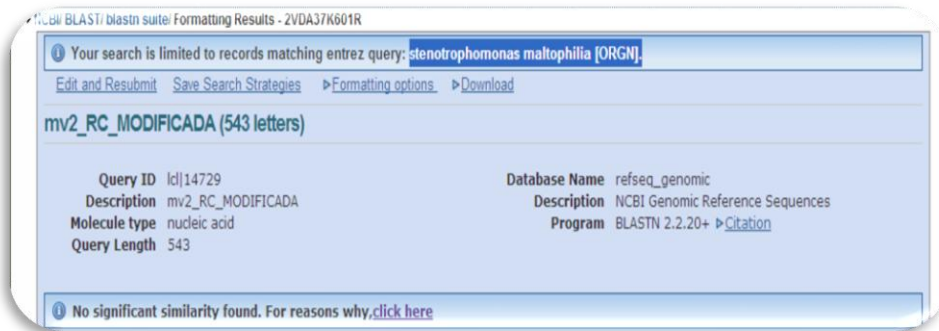 NCBI/ BLAST/ blastn suite/ Formatting Results - 2VDA37K601R
Your search is limited to records matching entrez query: stenotrophomonas maltophilia [ORGN].
Edit and Resubmit Save Search Strategies ▶Formatting options ▶Download
mv2_RC_MODIFICADA (543 letters)
Query ID lcl|14729 Database Name refseq_genomic
Description mv2_RC_MODIFICADA Description NCBI Genomic Reference Sequences
Molecule type nucleic acid Program BLASTN 2.2.20+ ▶Citation
Query Length 543
No significant similarity found. For reasons why,click here